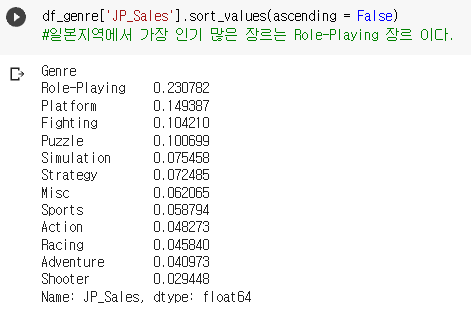 df_genre['JP_Sales'].sort_values(ascending = False)
#일본지역에서 가장 인기 많은 장르는 Role-Playing 장르 이다.
Genre
Role-Playing    0.230782
Platform        0.149387
Fighting        0.104210
Puzzle          0.100699
Simulation      0.075458
Strategy        0.072485
Misc            0.062065
Sports          0.058794
Action          0.048273
Racing          0.045840
Adventure       0.040973
Shooter         0.029448
Name: JP_Sales, dtype: float64